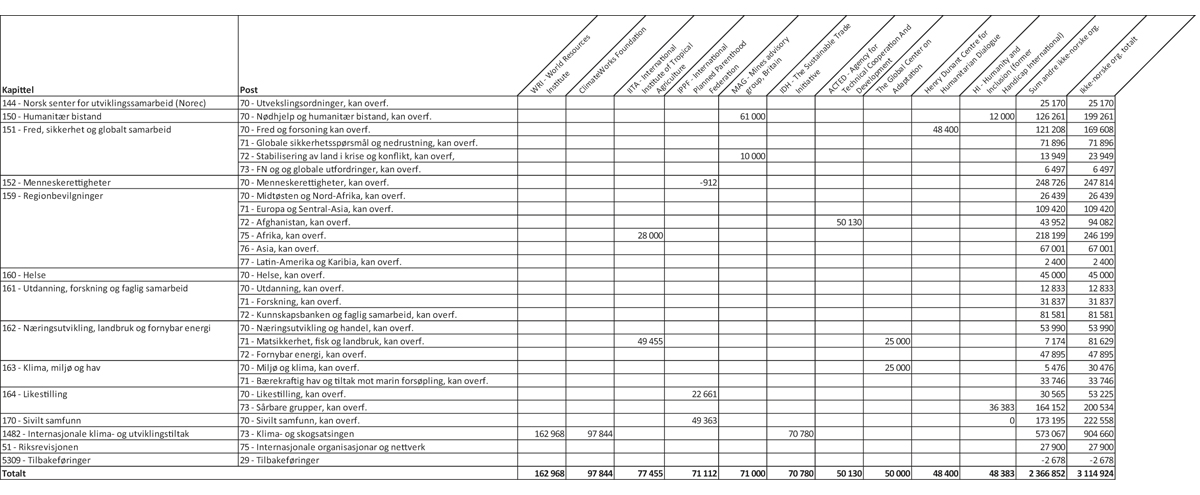 Kapittel Post WRI - World Resources Institute ClimateWorks Foundation IITA - International Institute of Tropical Agriculture IPPF - International Planned Parenthood Federation MAG - Mines advisory group, Britain IDH - The Sustainable Trade Initiative ACTED - Agency for Technical Cooperation And Development The Global Center on Adaptation Henry Dunant Centre for Humanitarian Dialogue HI - Humanity and Inclusion (former Handicap International) Sum andre ikke-norske org. Ikke-norske org. totalt
144 - Norsk senter for utviklingssamarbeid (Norec) 70 - Utvekslingsordninger, kan overf. 25 170 25 170
150 - Humanitær bistand 70 - Nødhjelp og humanitær bistand, kan overf. 61 000 12 000 126 261 199 261
151 - Fred, sikkerhet og globalt samarbeid 70 - Fred og forsoning kan overf. 48 400 121 208 169 608
71 - Globale sikkerhetsspørsmål og nedrustning, kan overf. 71 896 71 896
72 - Stabilisering av land i krise og konflikt, kan overf, 10 000 13 949 23 949
73 - FN og og globale utfordringer, kan overf. 6 497 6 497
152 - Menneskerettigheter 70 - Menneskerettigheter, kan overf. -912 248 726 247 814
159 - Regionbevilgninger 70 - Midtøsten og Nord-Afrika, kan overf. 26 439 26 439
71 - Europa og Sentral-Asia, kan overf. 109 420 109 420
72 - Afghanistan, kan overf. 50 130 43 952 94 082
75 - Afrika, kan overf. 28 000 218 199 246 199
76 - Asia, kan overf. 67 001 67 001
77 - Latin-Amerika og Karibia, kan overf. 2 400 2 400
160 - Helse 70 - Helse, kan overf. 45 000 45 000
161 - Utdanning, forskning og faglig samarbeid 70 - Utdanning, kan overf. 12 833 12 833
71 - Forskning, kan overf. 31 837 31 837
72 - Kunnskapsbanken og faglig samarbeid, kan overf. 81 581 81 581
162 - Næringsutvikling, landbruk og fornybar energi 70 - Næringsutvikling og handel, kan overf. 53 990 53 990
71 - Matsikkerhet, fisk og landbruk, kan overf. 49 455 25 000 7 174 81 629
72 - Fornybar energi, kan overf. 47 895 47 895
163 - Klima, miljø og hav 70 - Miljø og klima, kan overf. 25 000 5 476 30 476
71 - Bærekraftig hav og tiltak mot marin forsøpling, kan overf. 33 746 33 746
164 - Likestilling 70 - Likestilling, kan overf. 22 661 30 565 53 225
73 - Sårbare grupper, kan overf. 36 383 164 152 200 534
170 - Sivilt samfunn 70 - Sivilt samfunn, kan overf. 49 363 0 173 195 222 558
1482 - Internasjonale klima- og utviklingstiltak 73 - Klima- og skogsatsingen 162 968 97 844 70 780 573 067 904 660
51 - Riksrevisjonen 75 - Internasjonale organisasjonar og nettverk 27 900 27 900
5309 - Tilbakeføringer 29 - Tilbakeføringer -2 678 -2 678
Totalt 162 968 97 844 77 455 71 112 71 000 70 780 50 130 50 000 48 400 48 383 2 366 852 3 114 924